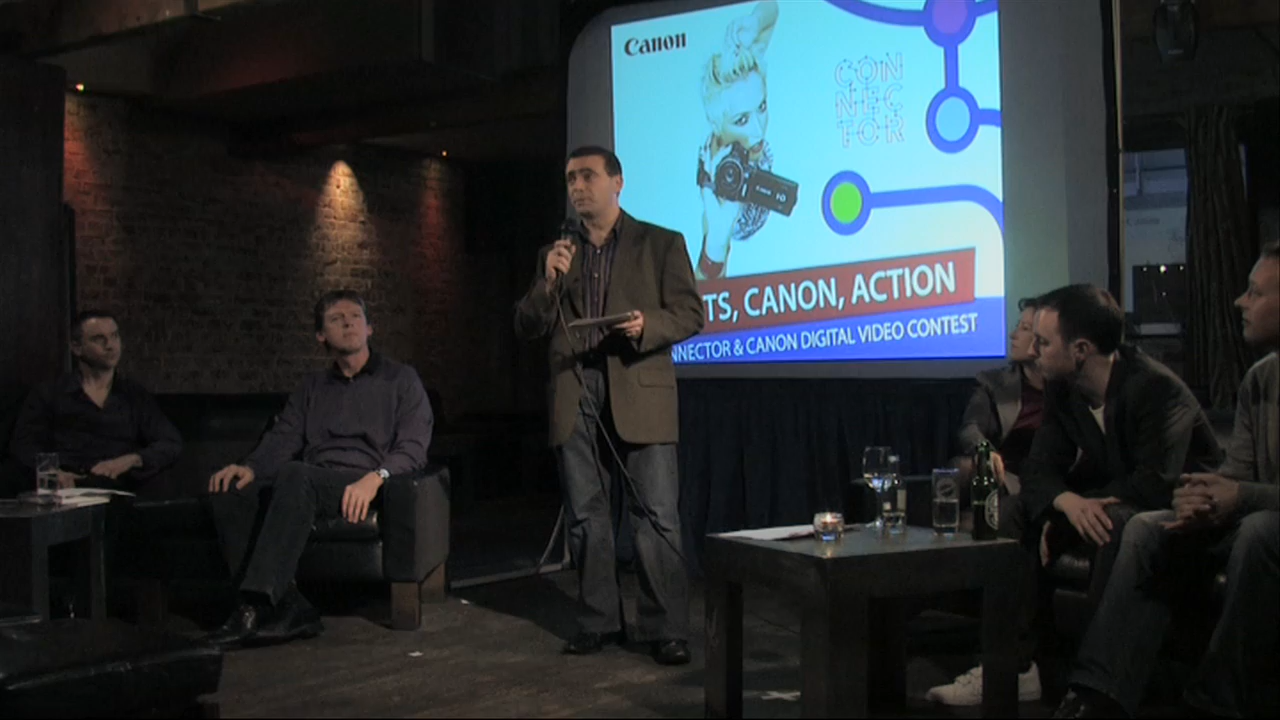 Canon
CON
NEC
TOR
TS, CANON, ACTION
NNECTOR & CANON DIGITAL VIDEO CONTEST